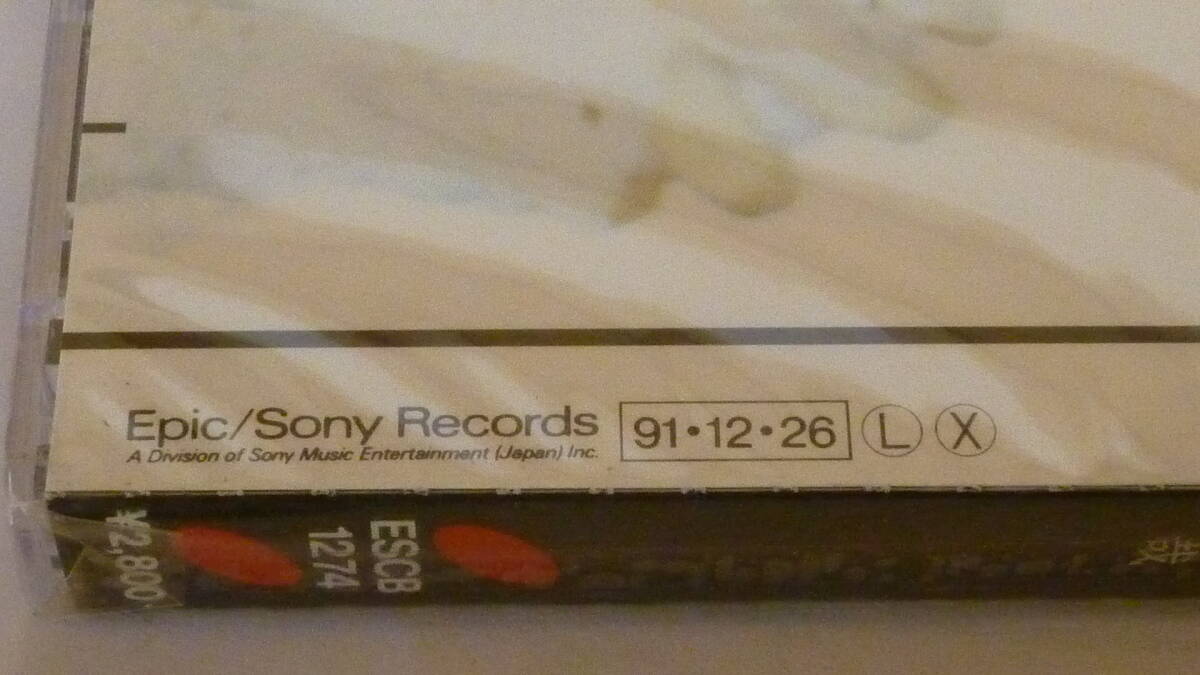 Epic/Sony Records
A Division of Sony Music Entertainment (Japan) Inc.
91•12•26 Ⓛ Ⓧ
¥2,800
ESCB
1274